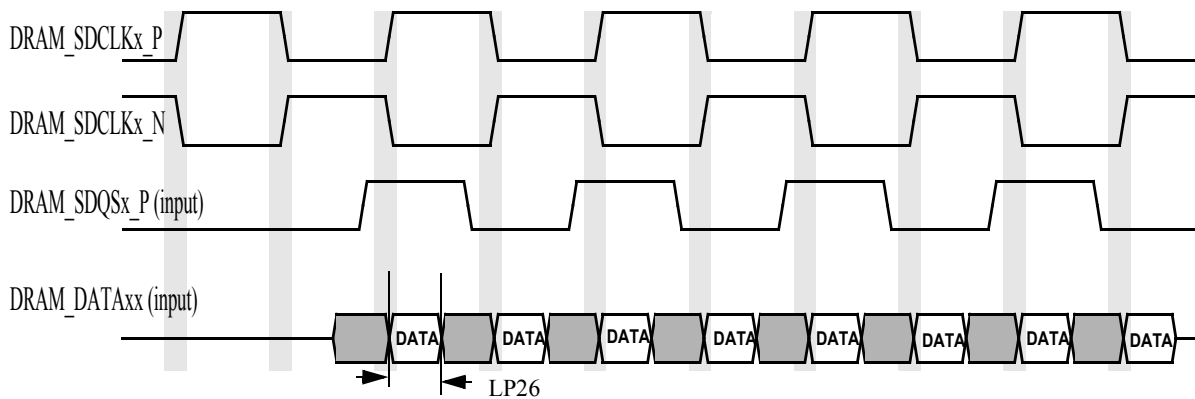 DRAM_SDCLKx_P
DRAM_SDCLKx_N
DRAM_SDQSx_P (input)
DRAM_DATAxx (input)
DATA DATA DATA DATA DATA DATA DATA DATA
LP26